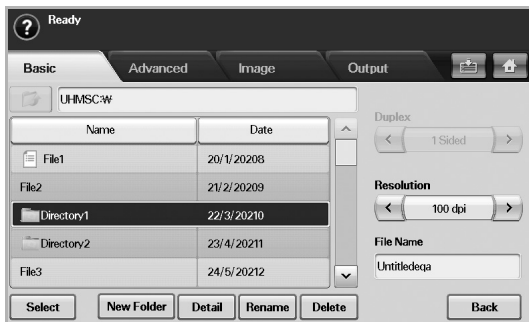 Ready
Basic Advanced Image Output
UHMSC:₩
Name Date
File1 20/1/20208
File2 21/2/20209
Directory1 22/3/20210
Directory2 23/4/20211
File3 24/5/20212
Duplex
1 Sided
Resolution
100 dpi
File Name
Untitledeqa
Select New Folder Detail Rename Delete Back